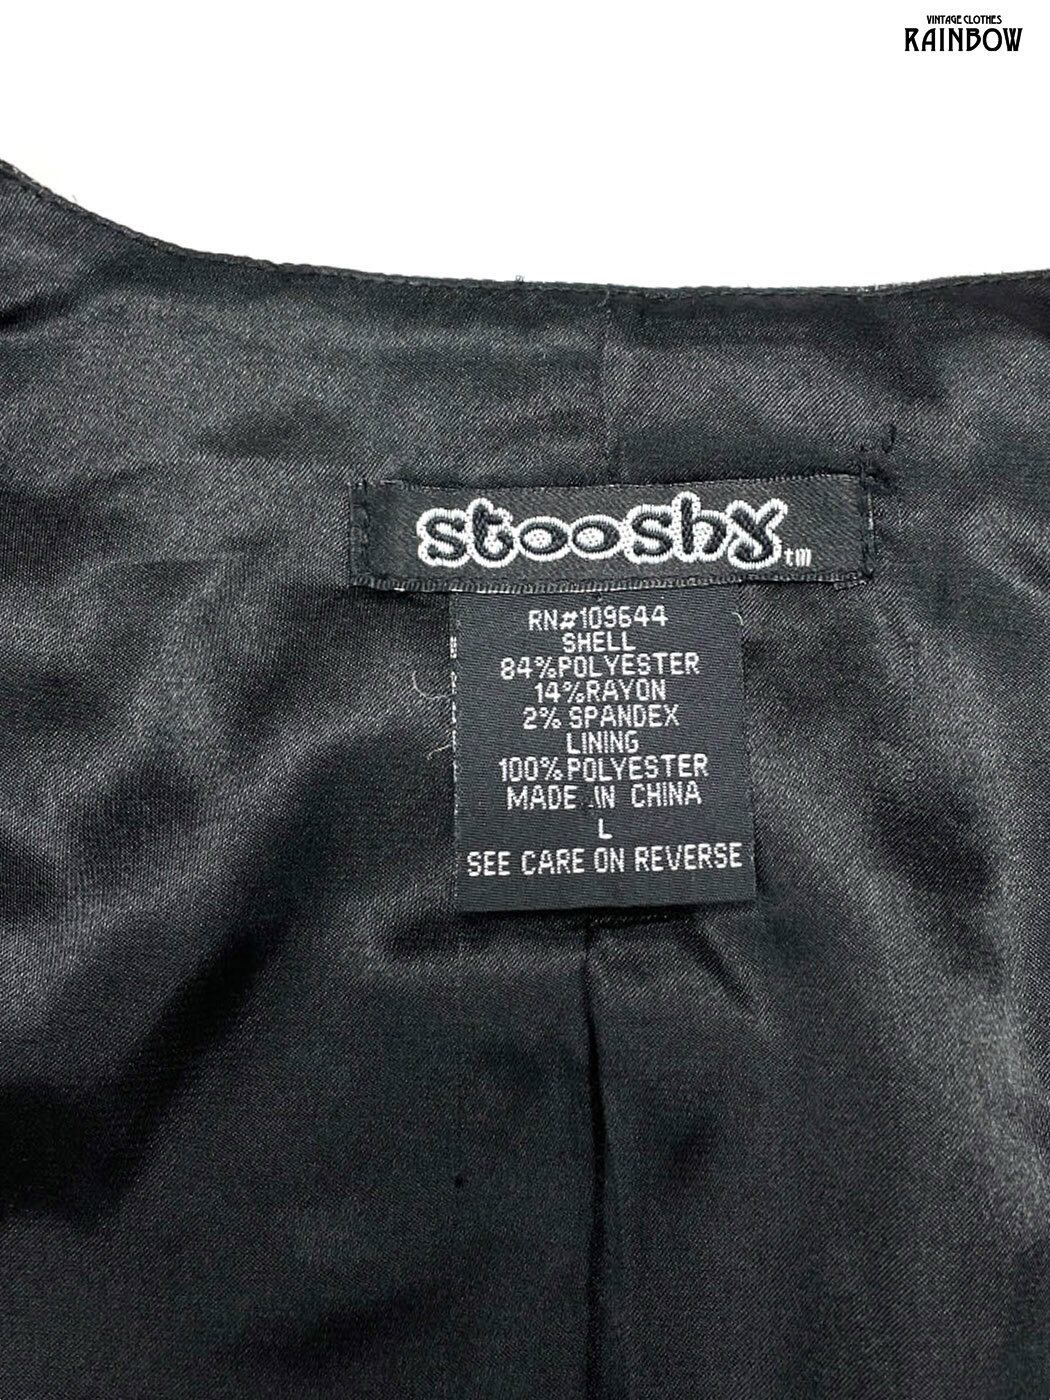 VINTAGE CLOTHES
RAINBOW
stooshy tm
RN#109644
SHELL
84%POLYESTER
14%RAYON
2% SPANDEX
LINING
100%POLYESTER
MADE IN CHINA
L
SEE CARE ON REVERSE